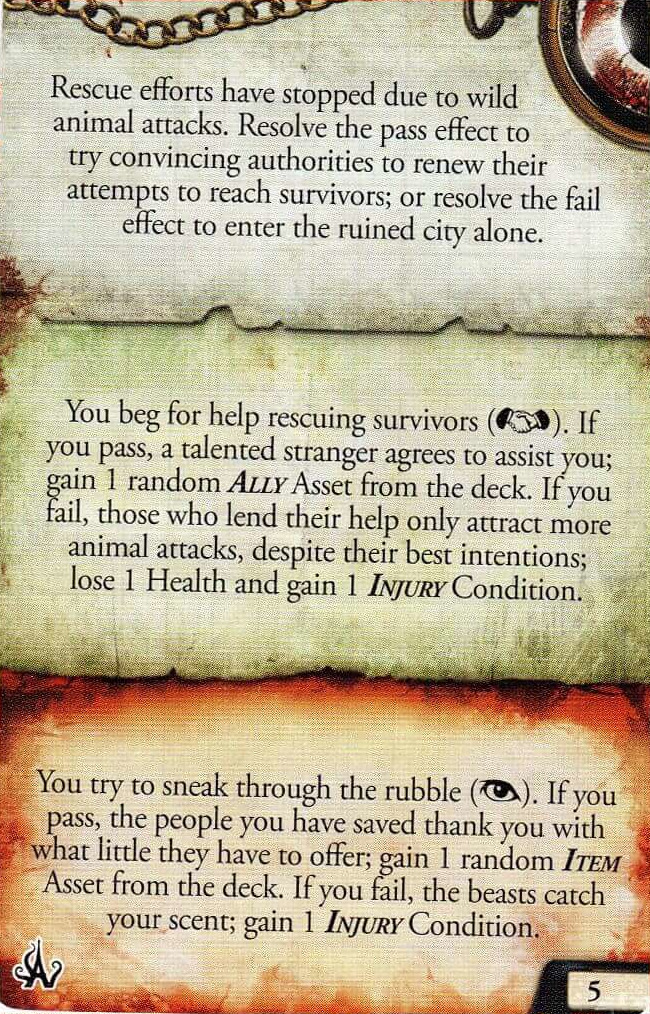 Rescue efforts have stopped due to wild
animal attacks. Resolve the pass effect to
try convincing authorities to renew their
attempts to reach survivors; or resolve the fail
effect to enter the ruined city alone.
You beg for help rescuing survivors (). If
you pass, a talented stranger agrees to assist you;
gain 1 random ALLY Asset from the deck. If you
fail, those who lend their help only attract more
animal attacks, despite their best intentions;
lose 1 Health and gain 1 INJURY Condition.
You try to sneak through the rubble (). If you
pass, the people you have saved thank you with
what little they have to offer; gain 1 random ITEM
Asset from the deck. If you fail, the beasts catch
your scent; gain 1 INJURY Condition.
5